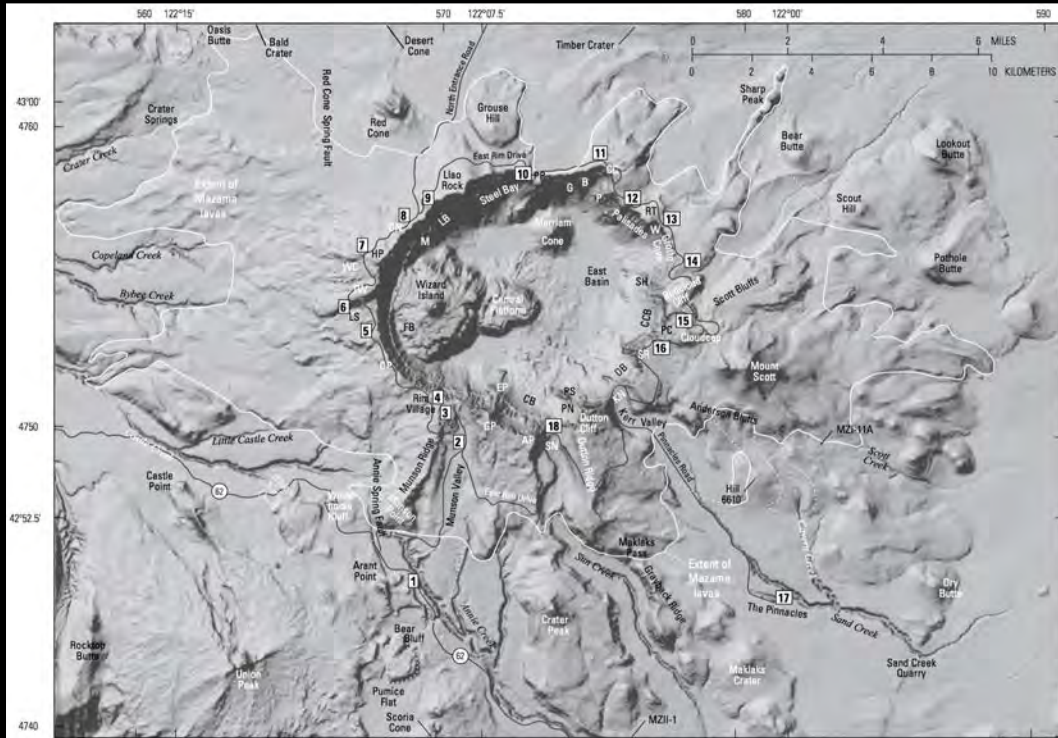 560
122°15'
570
122°07.5'
580
122°00'
590
Oasis
Butte
Bald
Crater
Desert
Cone
North Entrance Road
Timber Crater
0 2 4 6 MILES
0 2 4 6 8 10 KILOMETERS
43°00'
4760
Crater
Springs
Crater Creek
Red Cone Spring Fault
Red
Cone
Grouse
Hill
Sharp
Peak
Bear
Butte
Lookout
Butte
East Rim Drive
11
10
Llao
Rock
Steel Bay
G
B
9
8
LB
M
12
RT
13
W
Palisades
Scout
Hill
Extent of
Mazama
lavas
Merriam
Cone
7
HP
14
Pothole
Butte
Copeland Creek
Rybee Creek
East
Basin
SH
Scott Bluffs
Wizard
Island
Central
Platform
6
LS
5
FB
CCB
PC
15
Cloudcap
16
SR
DB
Mount
Scott
4
Rim
Village
3
EP
CB
PS
PN
Dutton
Cliff
Kerr Valley
Anderson Bluffs
4750
GP
2
AP
18
SN
MZI-11A
Scott
Creek
Little Castle Creek
Castle
Point
62
Annie Spring Fault
Munson Ridge
Munson Valley
East Rim Drive
Dutton Ridge
Pinnacles Road
Hill
6610
42°52.5'
Maklaks
Pass
Arant
Point
1
Annie Creek
Sun Creek
Grayback Ridge
Extent of
Mazama
lavas
17
The Pinnacles
Sand Creek
Dry
Butte
Bear
Bluff
62
Crater
Peak
Rocktop
Butte
Union
Peak
Maklaks
Crater
Sand Creek
Quarry
Pumice
Flat
Scoria
Cone
MZII-1
4740